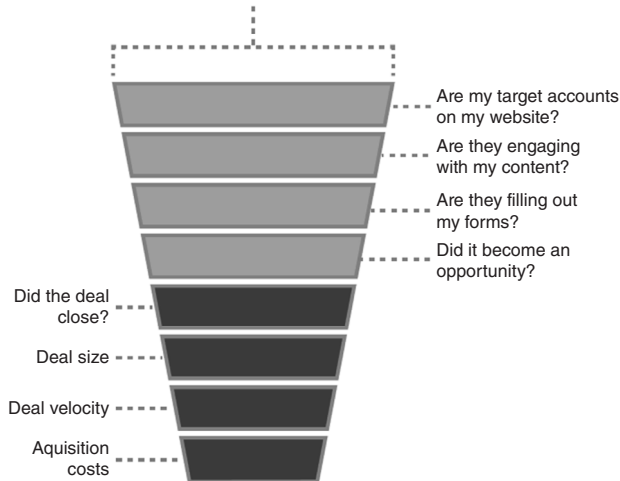 Are my target accounts
on my website?
Are they engaging
with my content?
Are they filling out
my forms?
Did it become an
opportunity?
Did the deal
close?
Deal size
Deal velocity
Aquisition
costs